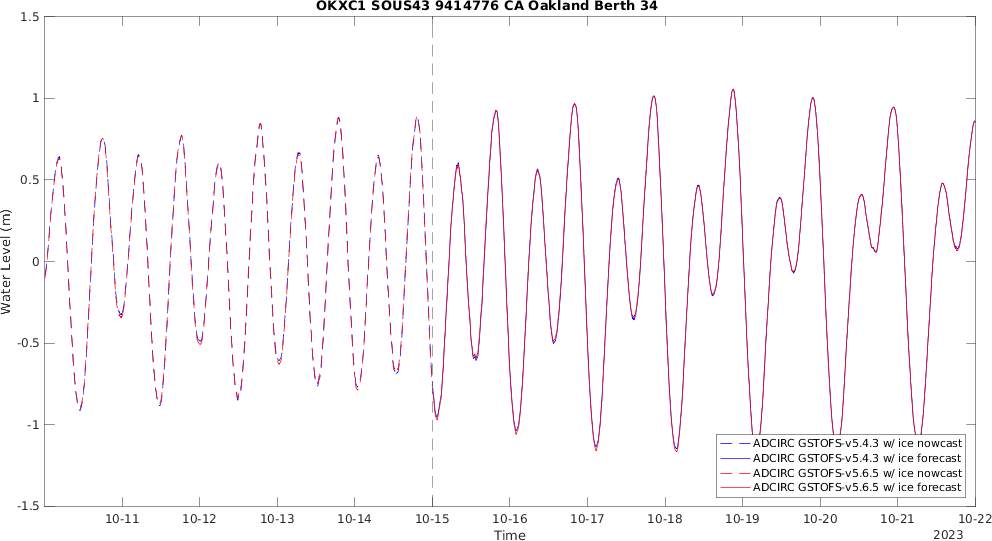 OKXC1 SOUS43 9414776 CA Oakland Berth 34
1.5
1
0.5
0
-0.5
-1
-1.5
Water Level (m)
ADCIRC GSTOFS-v5.4.3 w/ ice nowcast
ADCIRC GSTOFS-v5.4.3 w/ ice forecast
ADCIRC GSTOFS-v5.6.5 w/ ice nowcast
ADCIRC GSTOFS-v5.6.5 w/ ice forecast
10-11 10-12 10-13 10-14 10-15 10-16 10-17 10-18 10-19 10-20 10-21 10-22
Time
2023